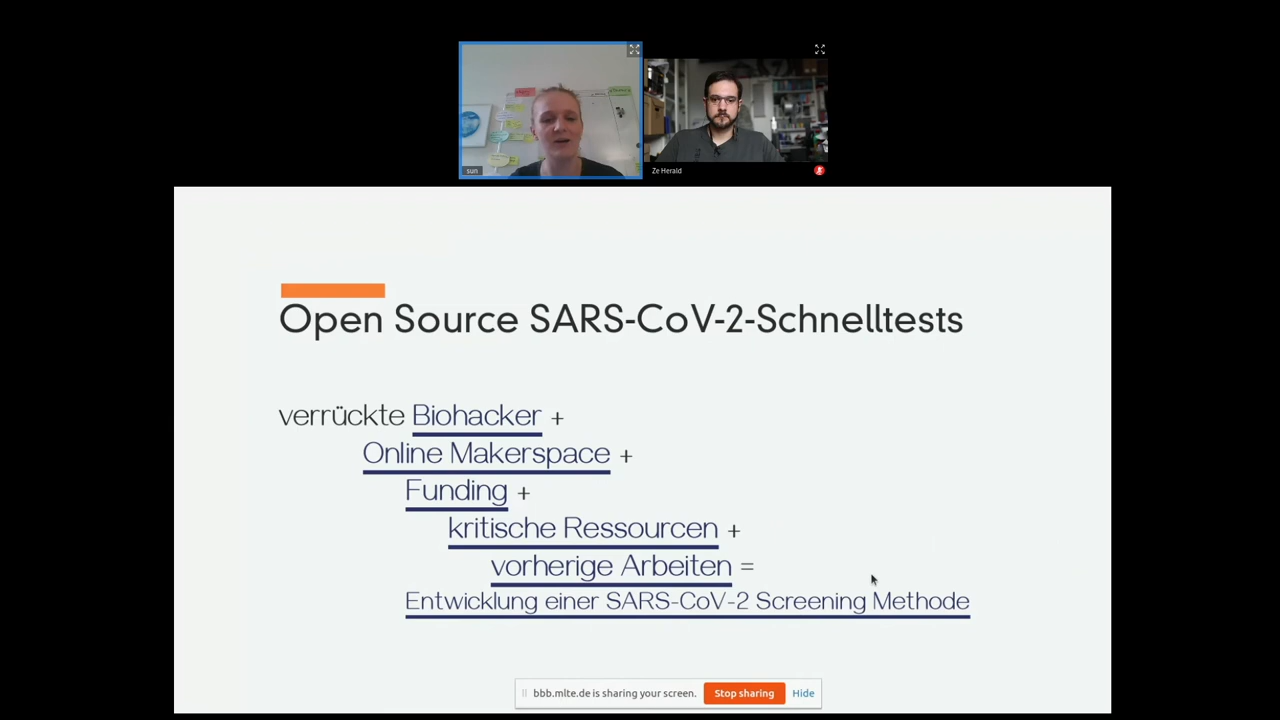 sun
Ze Herald
Open Source SARS-CoV-2-Schnelltests
verrückte Biohacker +
Online Makerspace +
Funding +
kritische Ressourcen +
vorherige Arbeiten =
Entwicklung einer SARS-CoV-2 Screening Methode
bbb.mlte.de is sharing your screen. Stop sharing Hide